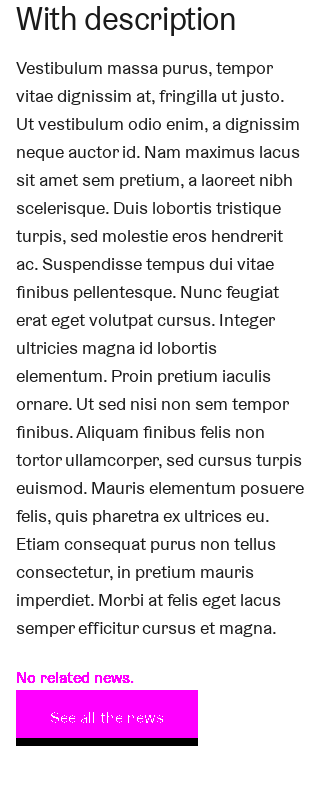 With description
Vestibulum massa purus, tempor
vitae dignissim at, fringilla ut justo.
Ut vestibulum odio enim, a dignissim
neque auctor id. Nam maximus lacus
sit amet sem pretium, a laoreet nibh
scelerisque. Duis lobortis tristique
turpis, sed molestie eros hendrerit
ac. Suspendisse tempus dui vitae
finibus pellentesque. Nunc feugiat
erat eget volutpat cursus. Integer
ultricies magna id lobortis
elementum. Proin pretium iaculis
ornare. Ut sed nisi non sem tempor
finibus. Aliquam finibus felis non
tortor ullamcorper, sed cursus turpis
euismod. Mauris elementum posuere
felis, quis pharetra ex ultrices eu.
Etiam consequat purus non tellus
consectetur, in pretium mauris
imperdiet. Morbi at felis eget lacus
semper efficitur cursus et magna.
No related news.
See all the news